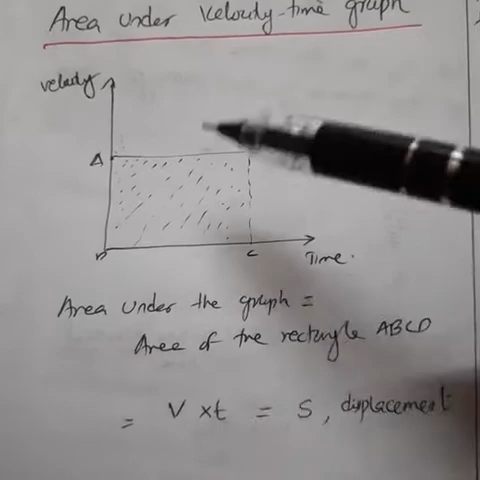 Area under Velocity-time graph
velocity
A
D
C
Time.
Area under the graph =
Area of the rectangle ABCD
= V x t = S, displacement